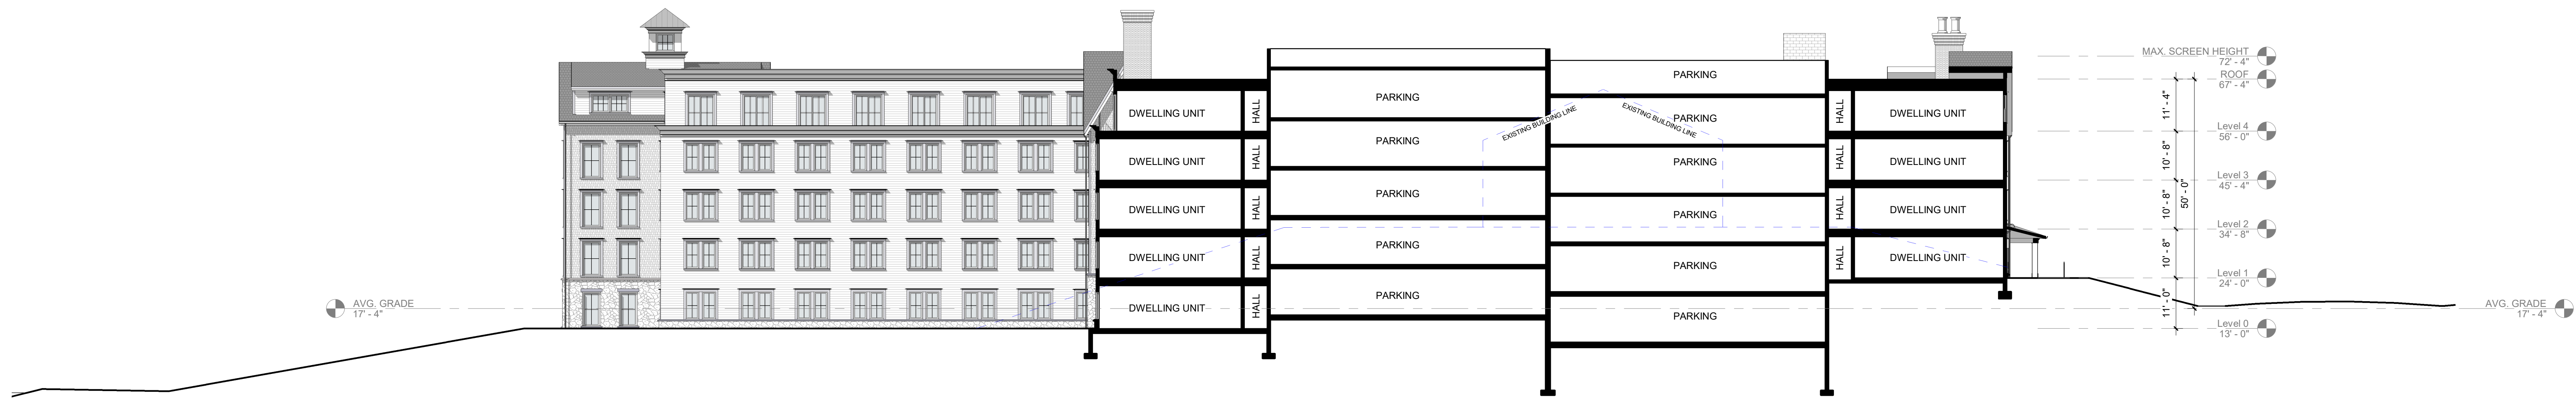 MAX. SCREEN HEIGHT
72' - 4"
PARKING
ROOF
67' - 4"
PARKING
11' - 4"
DWELLING UNIT
HALL
EXISTING BUILDING LINE
EXISTING BUILDING LINE
PARKING
HALL
DWELLING UNIT
Level 4
56' - 0"
PARKING
DWELLING UNIT
HALL
PARKING
HALL
DWELLING UNIT
10' - 8"
Level 3
45' - 4"
PARKING
50' - 0"
DWELLING UNIT
HALL
PARKING
HALL
DWELLING UNIT
10' - 8"
Level 2
34' - 8"
PARKING
DWELLING UNIT
HALL
PARKING
HALL
DWELLING UNIT
10' - 8"
Level 1
24' - 0"
PARKING
AVG. GRADE
17' - 4"
DWELLING UNIT
HALL
PARKING
11' - 0"
AVG. GRADE
17' - 4"
Level 0
13' - 0"